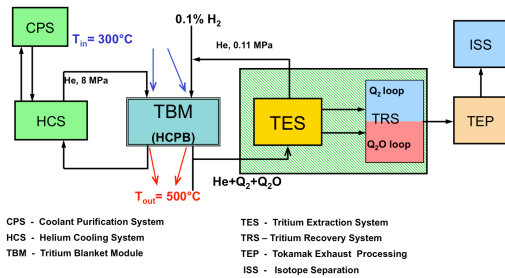 CPS
0.1% H₂
T_in= 300°C
He, 0.11 MPa
ISS
He, 8 MPa
Q₂ loop
TBM
(HCPB)
TES
TRS
HCS
TEP
Q₂O loop
He+Q₂+Q₂O
T_out= 500°C
CPS - Coolant Purification System
HCS - Helium Cooling System
TBM - Tritium Blanket Module
TES - Tritium Extraction System
TRS – Tritium Recovery System
TEP - Tokamak Exhaust Processing
ISS - Isotope Separation